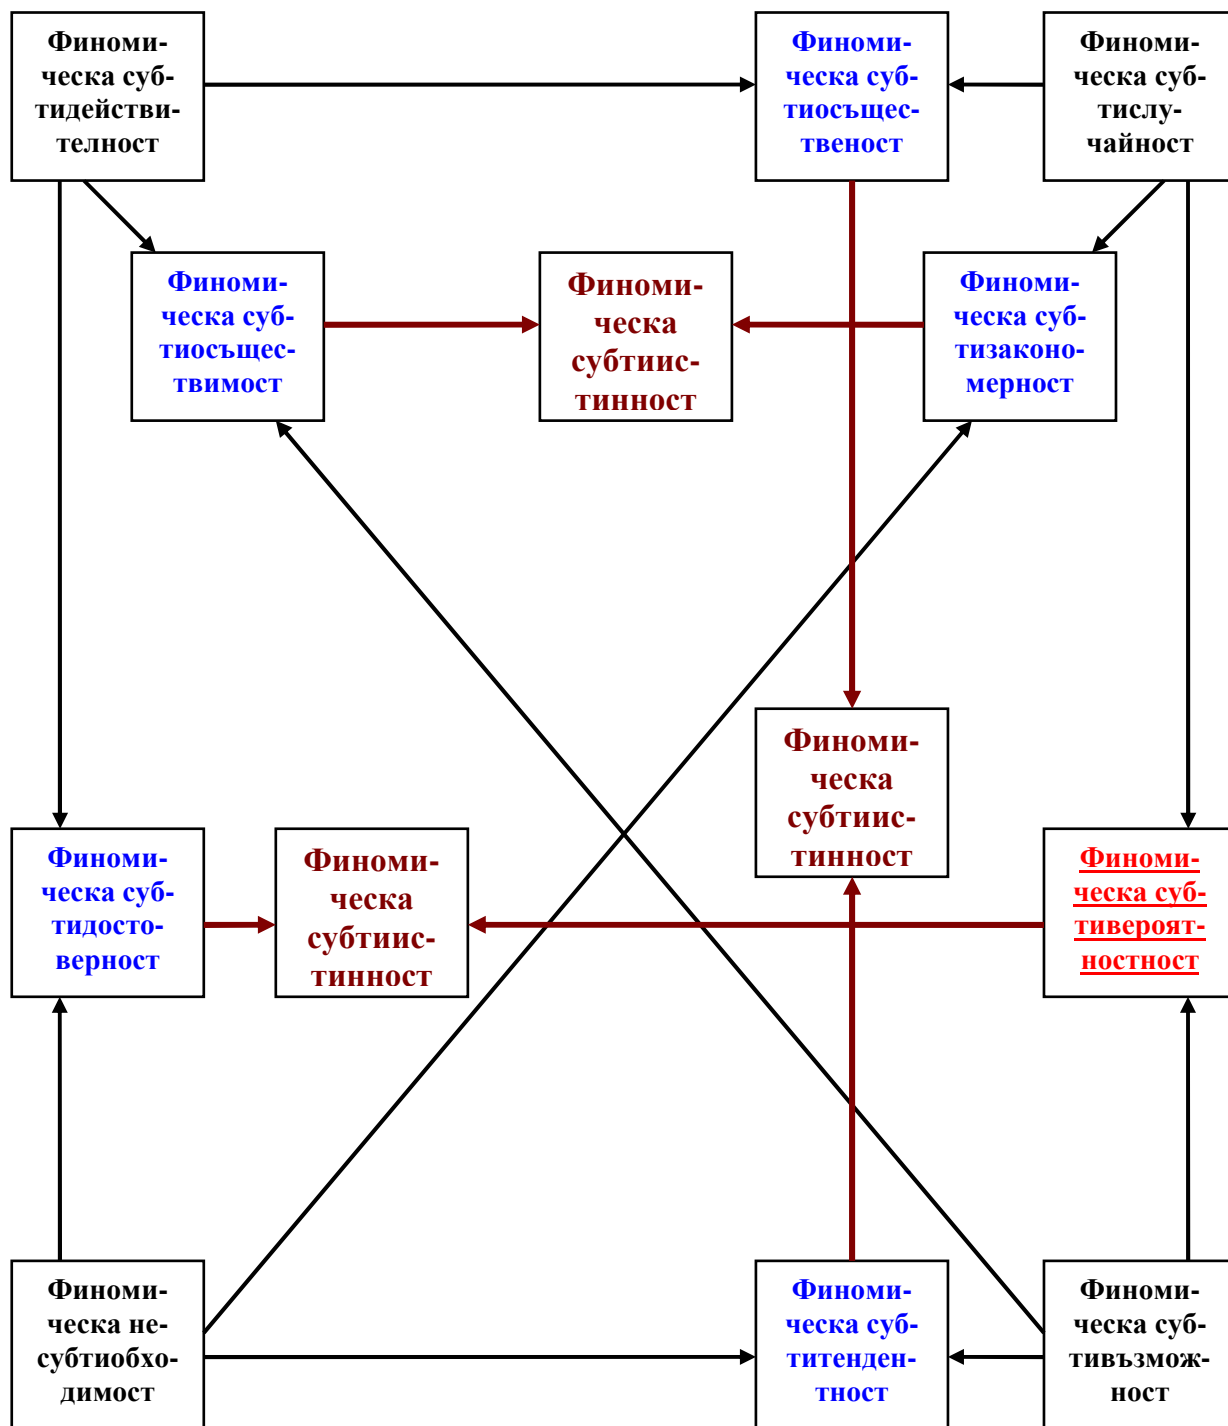 Финоми-
ческа суб-
тидействи-
телност
Финоми-
ческа суб-
тиосъщес-
твеност
Финоми-
ческа суб-
тислу-
чайност
Финоми-
ческа суб-
тиосъщес-
твимост
Финоми-
ческа
субтиис-
тинност
Финоми-
ческа суб-
тизаконо-
мерност
Финоми-
ческа
субтиис-
тинност
Финоми-
ческа суб-
тидосто-
верност
Финоми-
ческа
субтиис-
тинност
Финоми-
ческа суб-
тивероят-
ностност
Финоми-
ческа не-
субтиобхо-
димост
Финоми-
ческа суб-
титенден-
тност
Финоми-
ческа суб-
тивъзмож-
ност